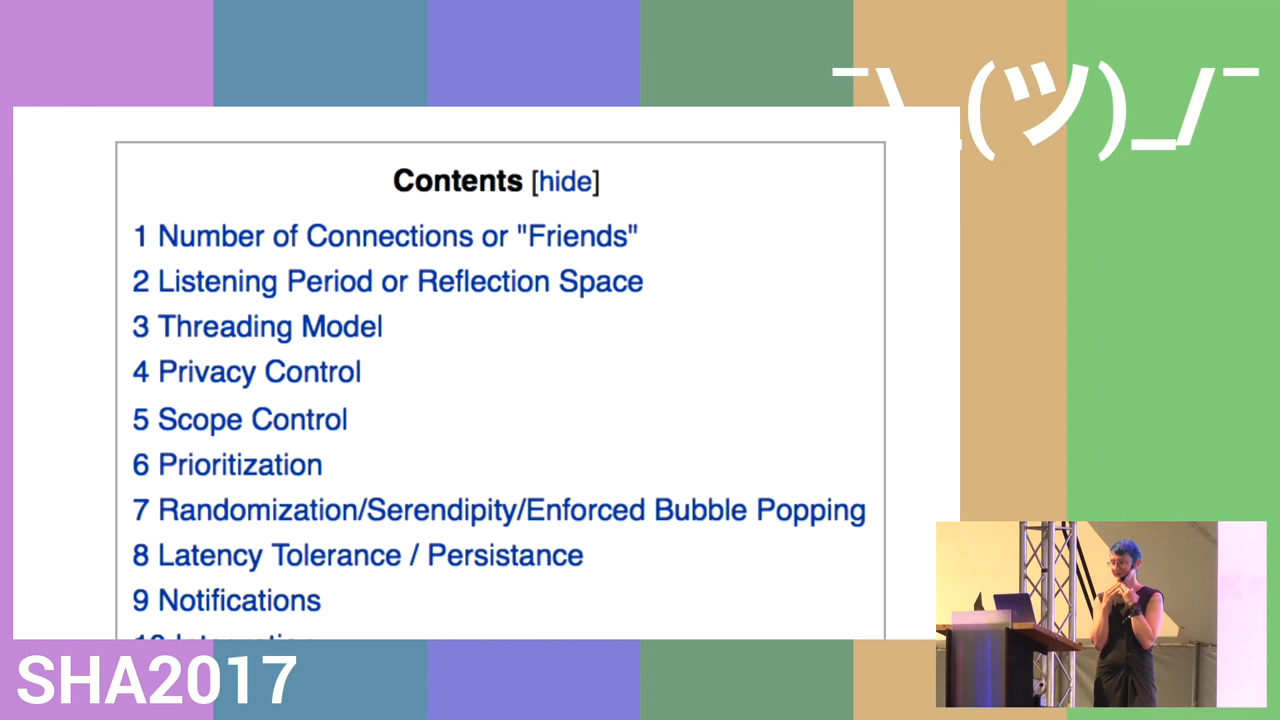 ¯\_(ツ)_/¯
Contents [hide]
1 Number of Connections or "Friends"
2 Listening Period or Reflection Space
3 Threading Model
4 Privacy Control
5 Scope Control
6 Prioritization
7 Randomization/Serendipity/Enforced Bubble Popping
8 Latency Tolerance / Persistance
9 Notifications
SHA2017